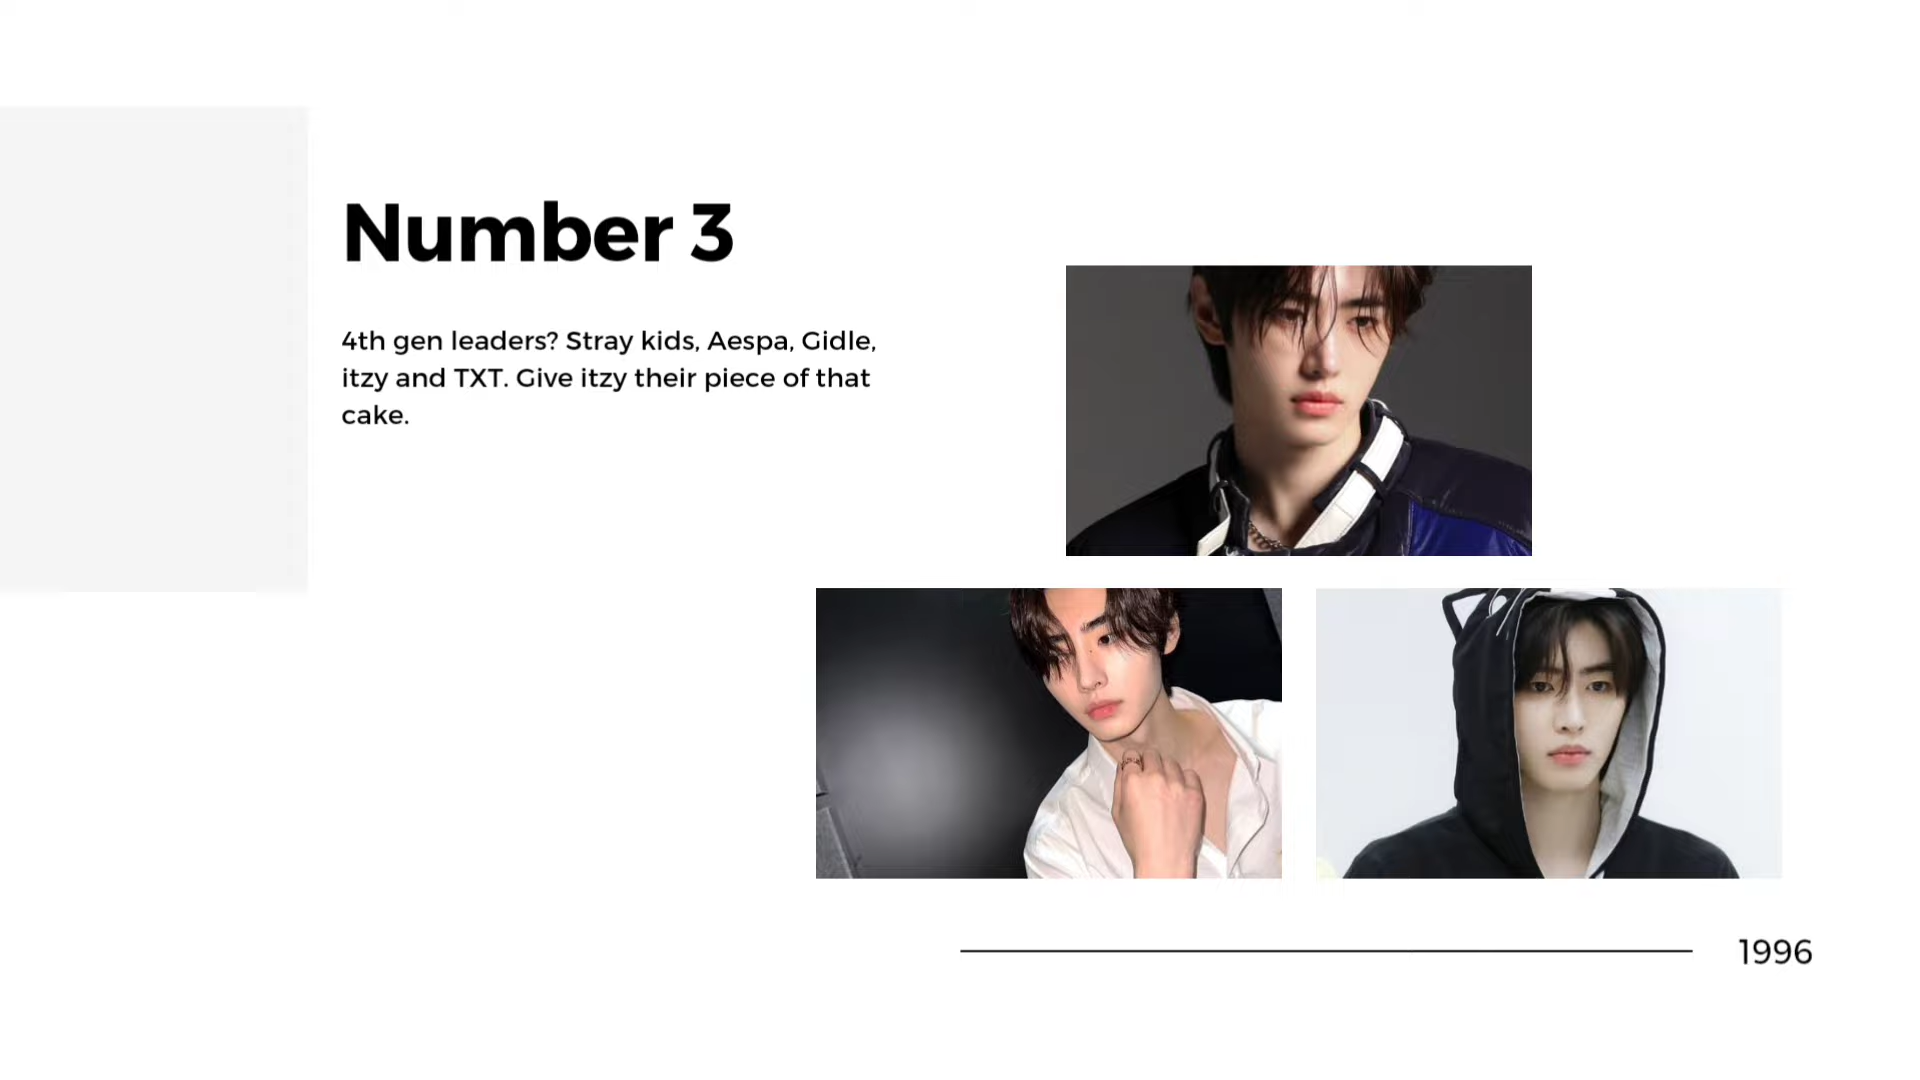 Number 3
4th gen leaders? Stray kids, Aespa, Gidle,
itzy and TXT. Give itzy their piece of that
cake.
1996